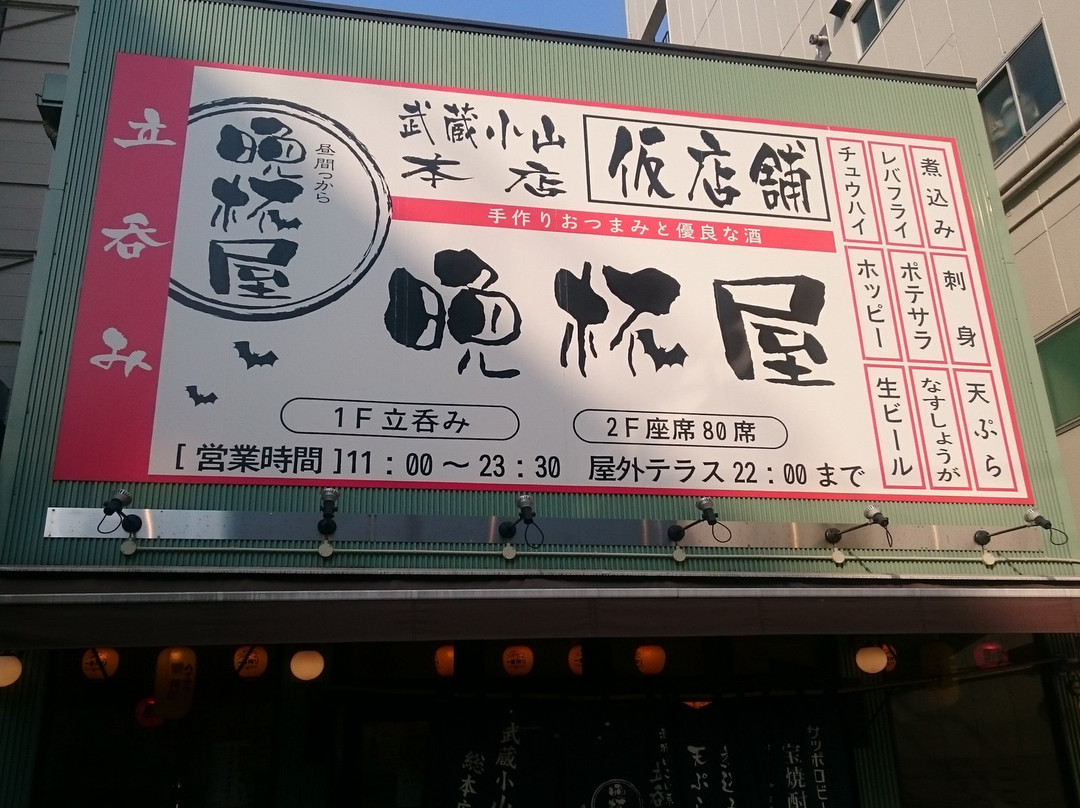 立呑み
昼間っから
晩杯屋
武蔵小山
本店
仮店舗
手作りおつまみと優良な酒
晩杯屋
1F立呑み
2F座席80席
[営業時間]11:00～23:30 屋外テラス22:00まで
煮込み
レバフライ
チュウハイ
刺身
ポテサラ
ホッピー
天ぷら
なすしょうが
生ビール
武蔵小山
総本店
天ぷら
サッポロビ
宝焼酎